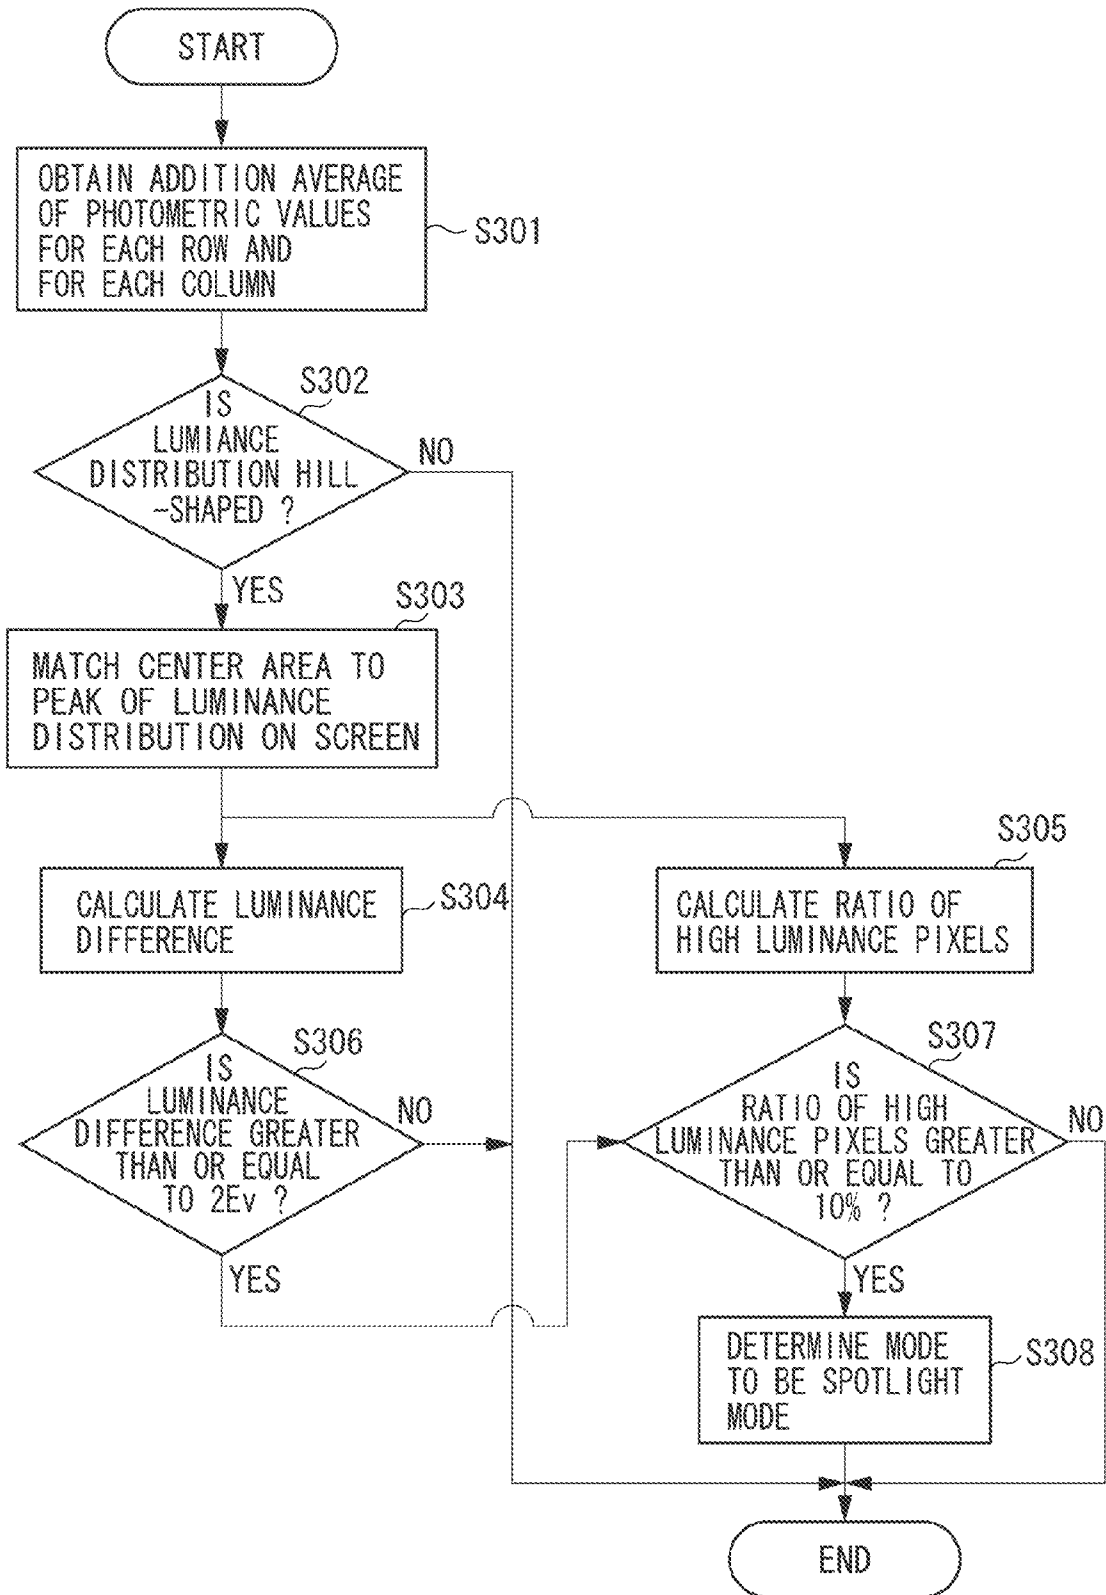 START
OBTAIN ADDITION AVERAGE
OF PHOTOMETRIC VALUES
FOR EACH ROW AND
FOR EACH COLUMN
S301
S302
IS
LUMIANCE
DISTRIBUTION HILL
-SHAPED ?
NO
YES
S303
MATCH CENTER AREA TO
PEAK OF LUMINANCE
DISTRIBUTION ON SCREEN
S304
CALCULATE LUMINANCE
DIFFERENCE
S305
CALCULATE RATIO OF
HIGH LUMINANCE PIXELS
S306
IS
LUMINANCE
DIFFERENCE GREATER
THAN OR EQUAL
TO 2Ev ?
NO
YES
S307
IS
RATIO OF HIGH
LUMINANCE PIXELS GREATER
THAN OR EQUAL TO
10% ?
NO
YES
DETERMINE MODE
TO BE SPOTLIGHT
MODE
S308
END